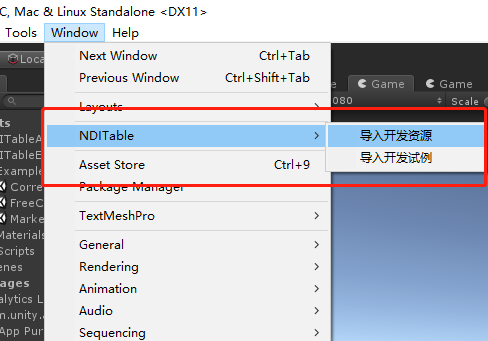 C, Mac & Linux Standalone <DX11>
Tools Window Help
Next Window Ctrl+Tab
Previous Window Ctrl+Shift+Tab
Layouts
NDITable
导入开发资源
导入开发试例
Asset Store Ctrl+9
Package Manager
TextMeshPro
General
Rendering
Animation
Audio
Sequencing
Loca
Game
Game
080
Scale
ts
ITableA
ITableE
Example
Corre
FreeC
Marke
Materials
Scripts
enes
ages
alytics L
m.unity.a
App Pur